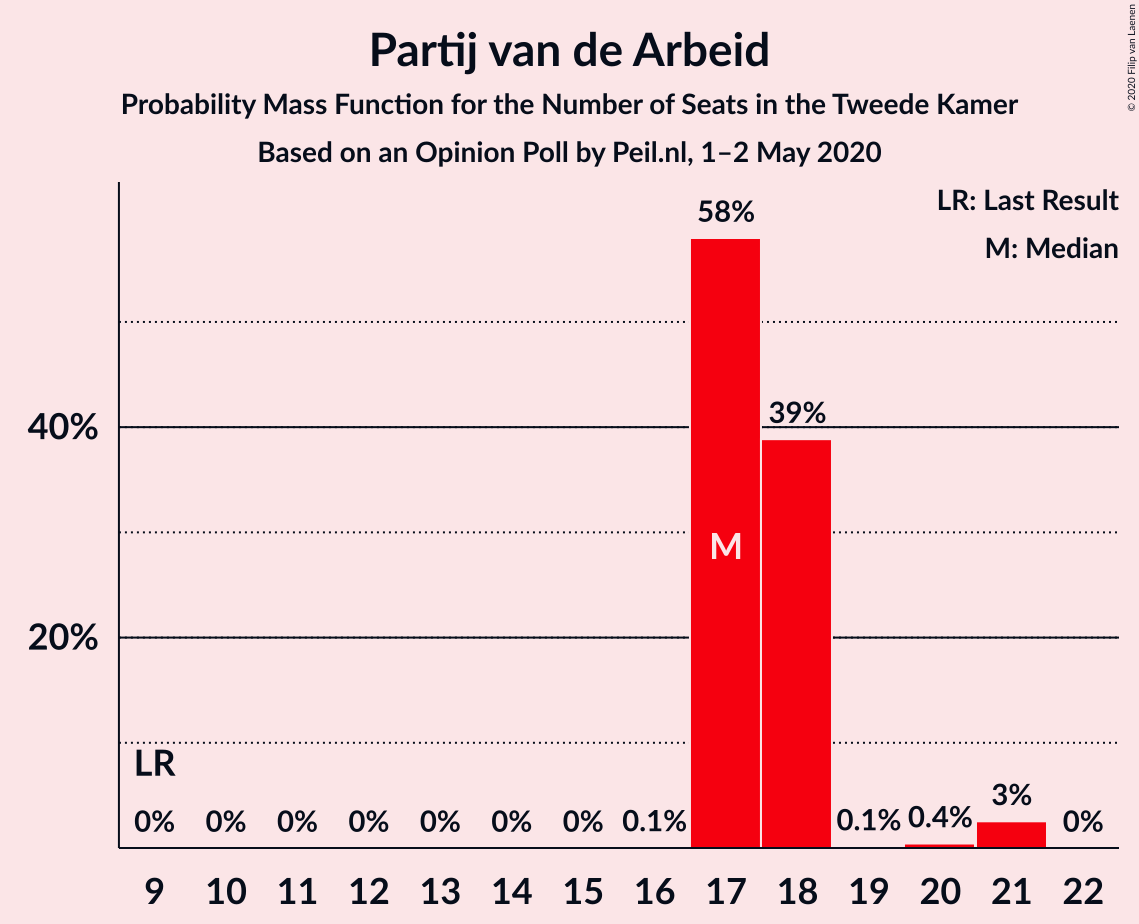 Partij van de Arbeid
Probability Mass Function for the Number of Seats in the Tweede Kamer
Based on an Opinion Poll by Peil.nl, 1–2 May 2020
© 2020 Filip van Laenen
LR: Last Result
M: Median
58%
39%
40%
M
20%
LR
0% 0% 0% 0% 0% 0% 0% 0.1% 0.1% 0.4% 3% 0%
9 10 11 12 13 14 15 16 17 18 19 20 21 22